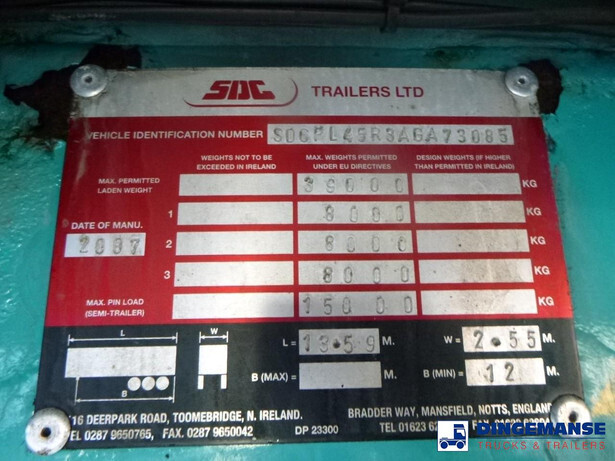 SDC TRAILERS LTD
VEHICLE IDENTIFICATION NUMBER SDCPL45R3AGA73085
WEIGHTS NOT TO BE EXCEEDED IN IRELAND
MAX. WEIGHTS PERMITTED UNDER EU DIRECTIVES
DESIGN WEIGHTS (IF HIGHER THAN PERMITTED IN IRELAND)
MAX. PERMITTED LADEN WEIGHT 39000 KG
DATE OF MANU.
2007
1 8000 KG
2 8000 KG
3 8000 KG
MAX. PIN LOAD (SEMI-TRAILER) 15000 KG
L
W
B
L = 13.59 M.
W = 2.55 M.
B (MAX) = M.
B (MIN) = 12 M.
116 DEERPARK ROAD, TOOMEBRIDGE, N. IRELAND.
TEL 0287 9650765, FAX. 0287 9650042
DP 23300
BRADDER WAY, MANSFIELD, NOTTS, ENGLAND
TEL 01623 6
DINGEMANSE
TRUCKS & TRAILERS